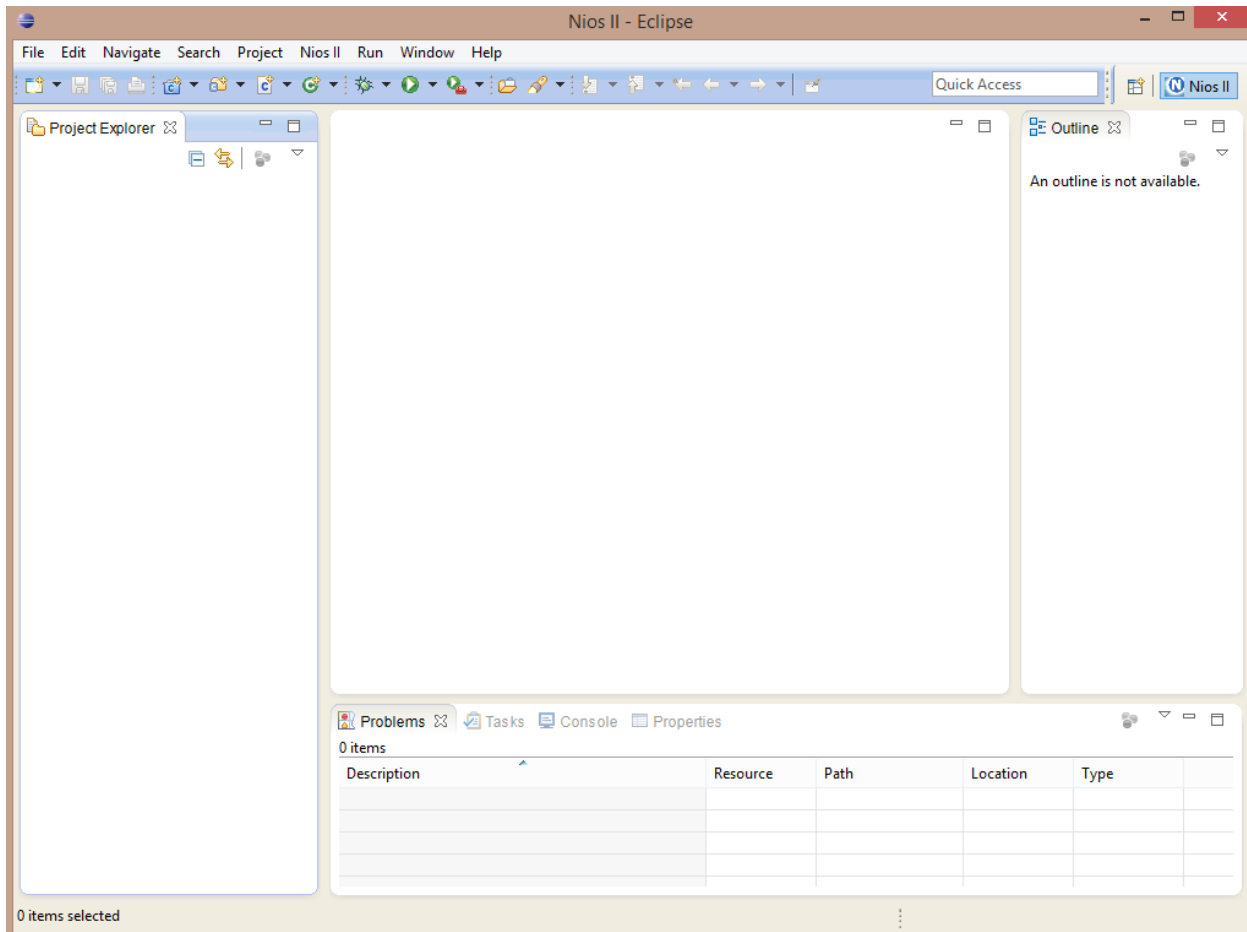 Nios II - Eclipse
File Edit Navigate Search Project Nios II Run Window Help
Quick Access
Nios II
Project Explorer
Outline
An outline is not available.
Problems Tasks Console Properties
0 items
Description Resource Path Location Type
0 items selected